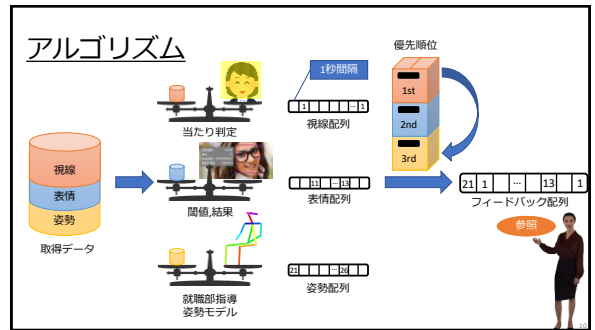 アルゴリズム
優先順位
1秒間隔
1st
2nd
3rd
1 ... 1
当たり判定
視線配列
視線
表情
姿勢
取得データ
11 ... 13
閾値,結果
表情配列
21 1 ... 13 1
フィードバック配列
参照
21 ... 26
就職部指導
姿勢モデル
姿勢配列
10